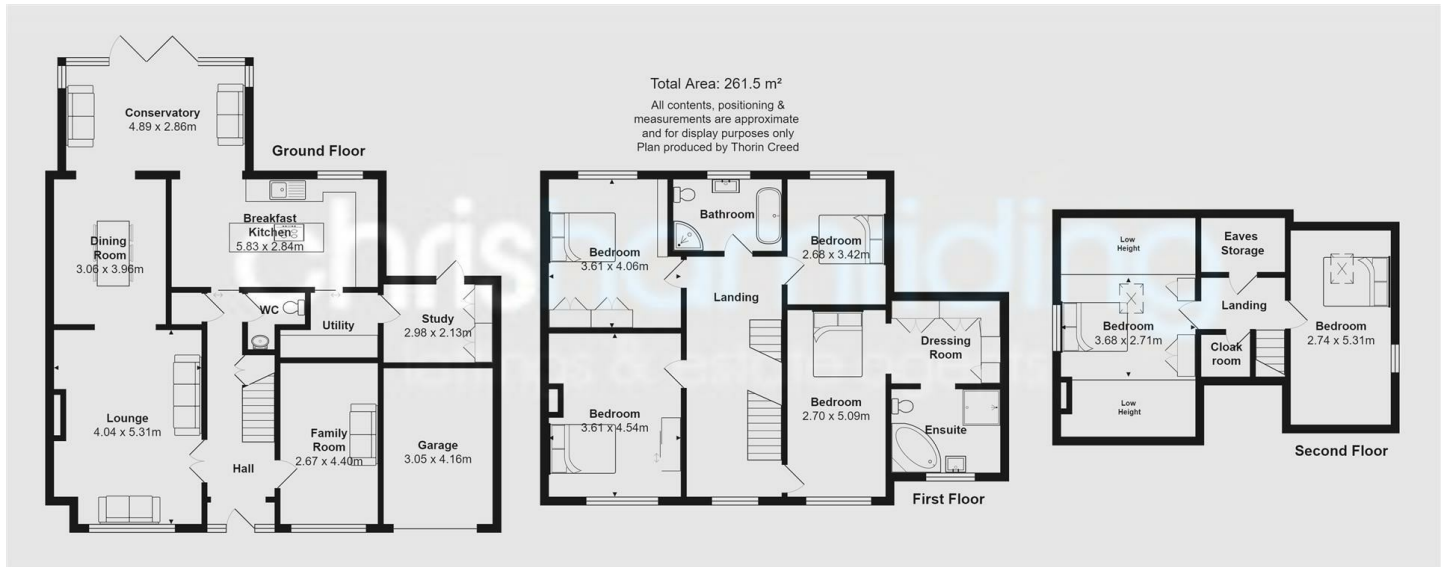 Total Area: 261.5 m²
All contents, positioning &
measurements are approximate
and for display purposes only
Plan produced by Thorin Creed
Ground Floor
Conservatory
4.89 x 2.86m
Breakfast
Kitchen
5.83 x 2.84m
Dining
Room
3.06 x 3.96m
WC
Utility
Study
2.98 x 2.13m
Lounge
4.04 x 5.31m
Hall
Family
Room
2.67 x 4.40m
Garage
3.05 x 4.16m
First Floor
Bedroom
3.61 x 4.06m
Bathroom
Bedroom
2.68 x 3.42m
Landing
Bedroom
3.61 x 4.54m
Bedroom
2.70 x 5.09m
Dressing
Room
Ensuite
Second Floor
Low
Height
Eaves
Storage
Landing
Bedroom
3.68 x 2.71m
Cloak
room
Bedroom
2.74 x 5.31m
Low
Height
chrishamriding
lettings & estate agents